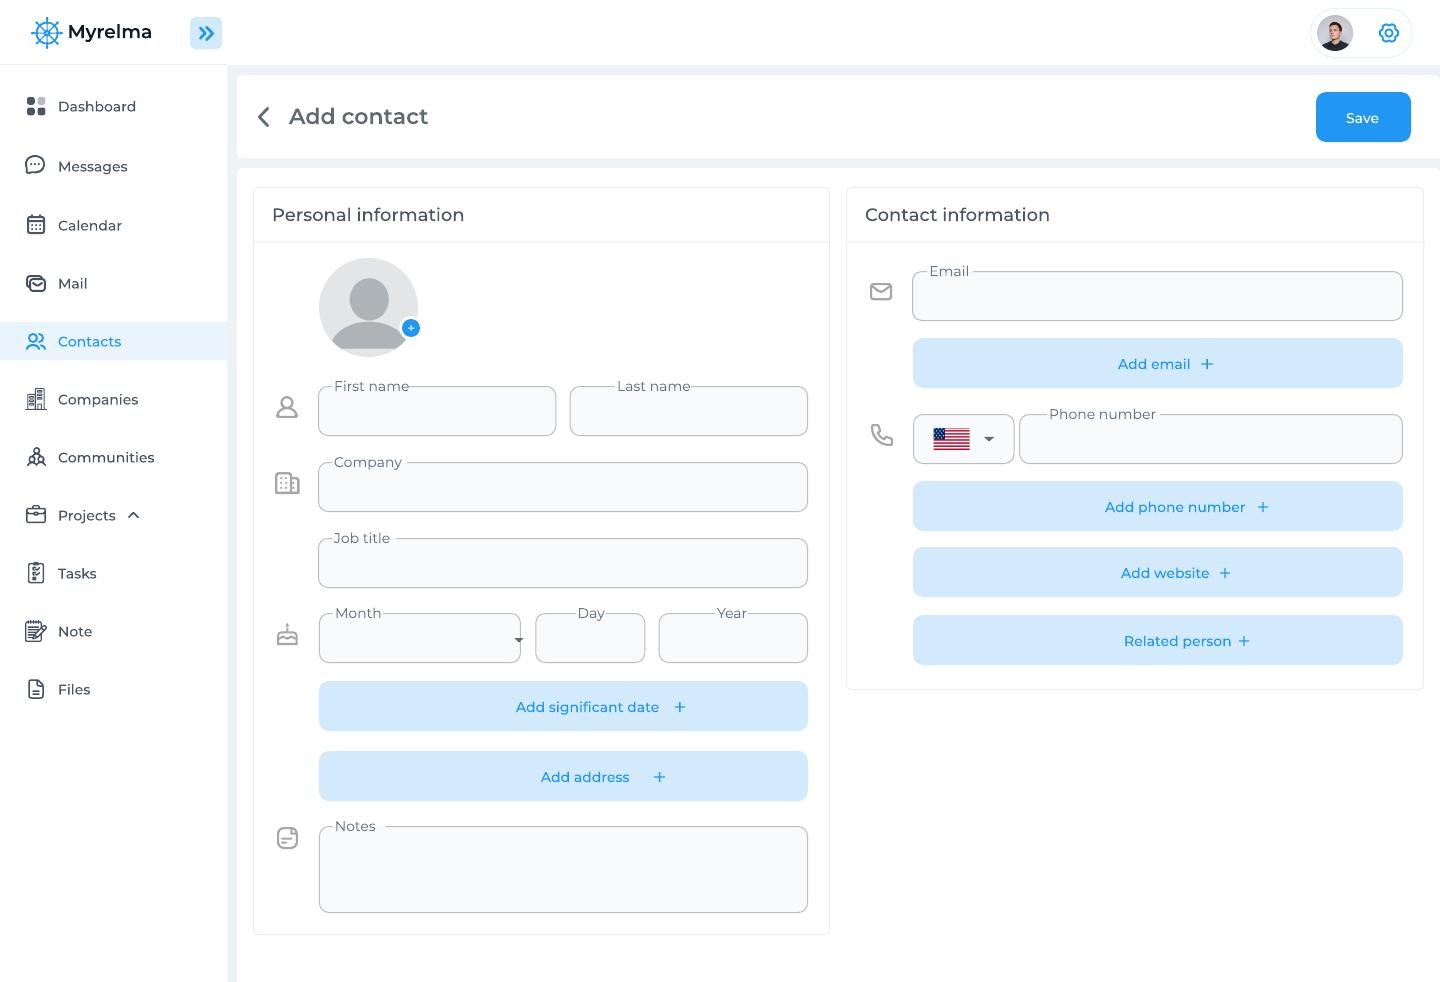 Myrelma
Dashboard
Messages
Calendar
Mail
Contacts
Companies
Communities
Projects
Tasks
Note
Files
Add contact
Save
Personal information
First name
Last name
Company
Job title
Month
Day
Year
Add significant date +
Add address +
Notes
Contact information
Email
Add email +
Phone number
Add phone number +
Add website +
Related person +